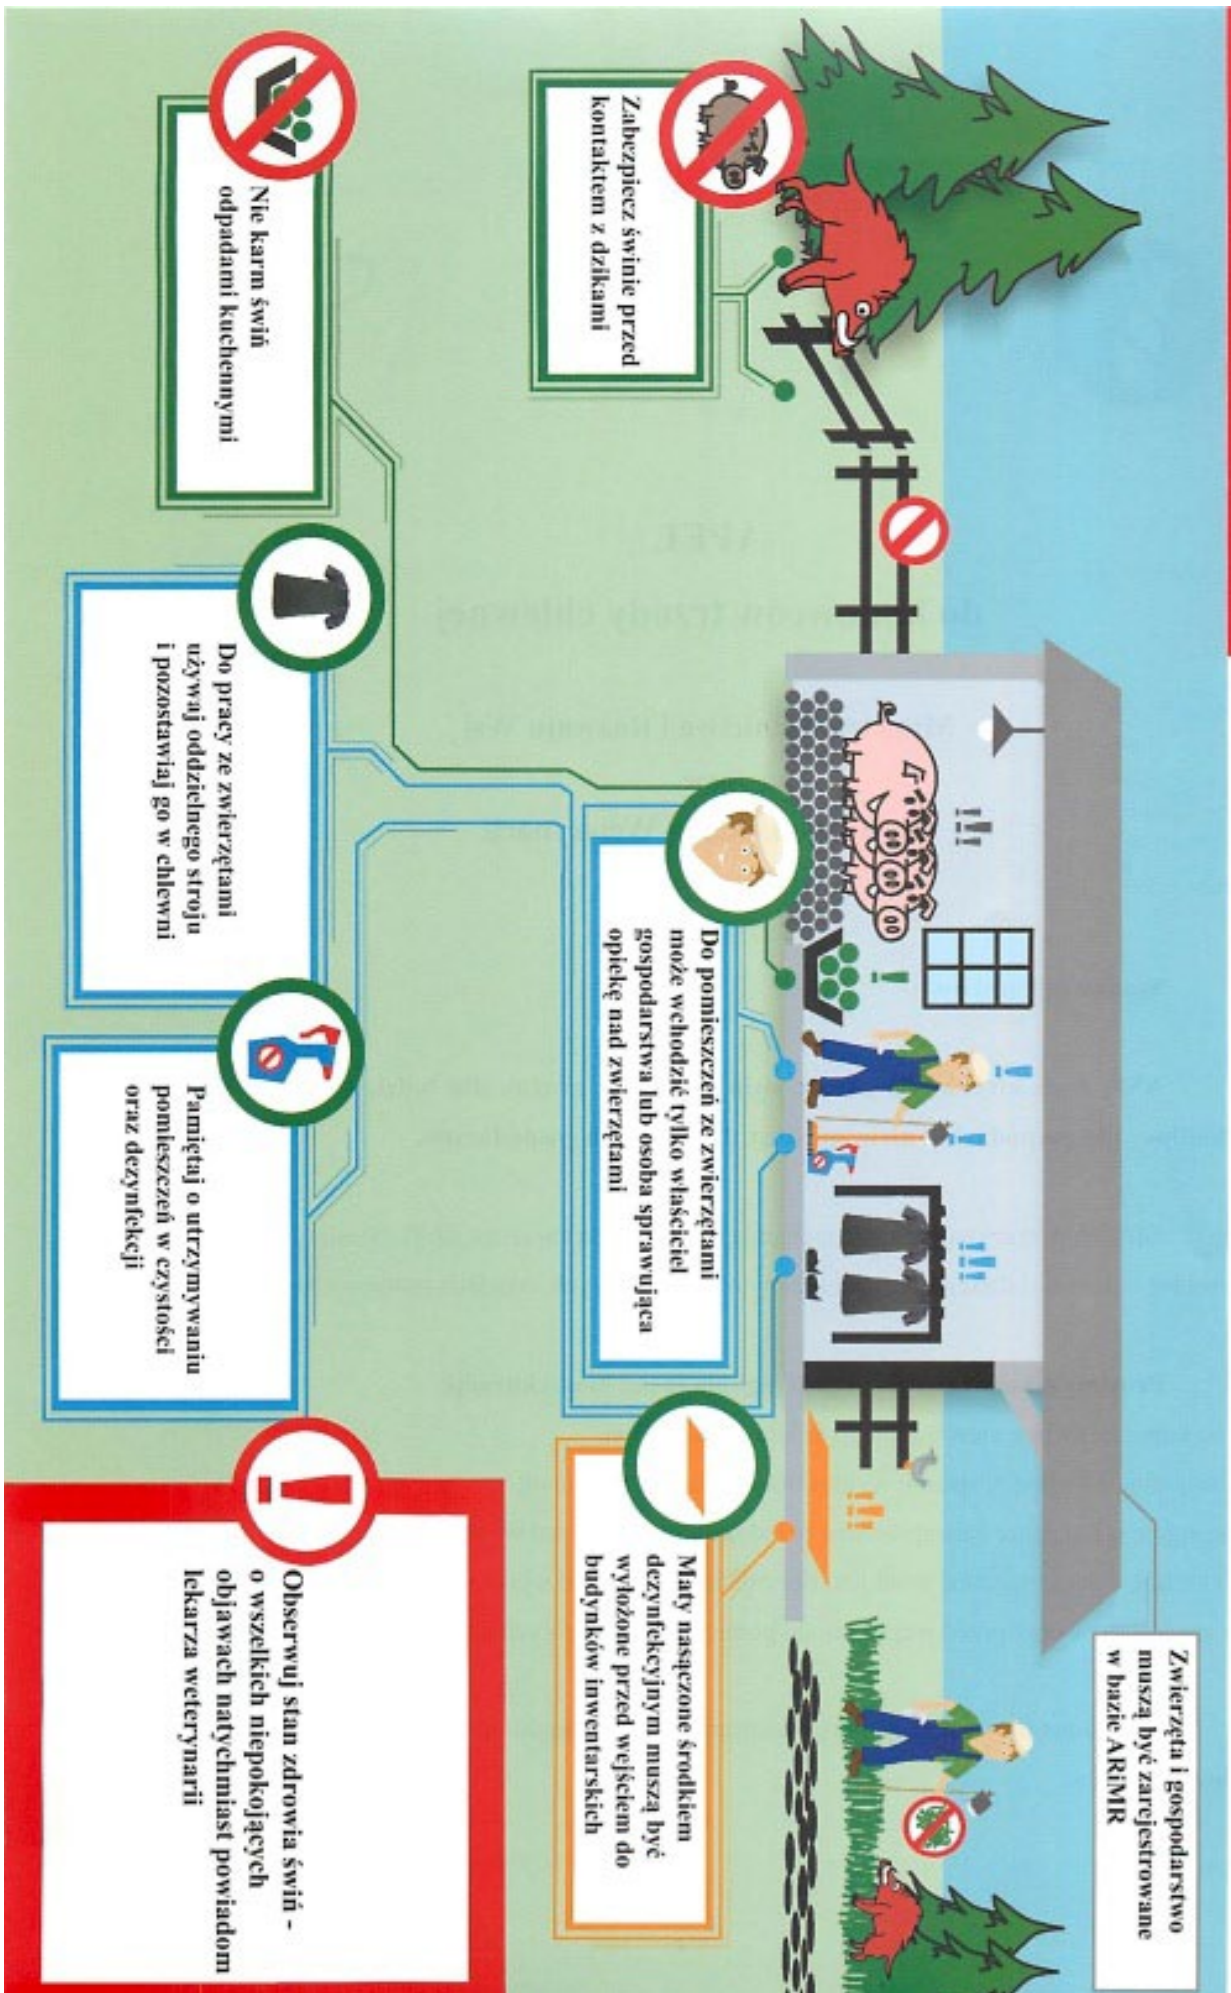 Zwierzęta i gospodarstwo
muszą być zarejestrowane
w bazie ARiMR
Zabezpiecz świnie przed
kontaktem z dzikami
Do pomieszczeń ze zwierzętami
może wchodzić tylko właściciel
gospodarstwa lub osoba sprawująca
opiekę nad zwierzętami
Maty nasączone środkiem
dezynfekcyjnym muszą być
wyłożone przed wejściem do
budynków inwentarskich
Nie karm świń
odpadami kuchennymi
Do pracy ze zwierzętami
używaj oddzielnego stroju
i pozostawiaj go w chlewni
Pamiętaj o utrzymywaniu
pomieszczeń w czystości
oraz dezynfekcji
Obserwuj stan zdrowia świń -
o wszelkich niepokojących
objawach natychmiast powiadom
lekarza weterynarii